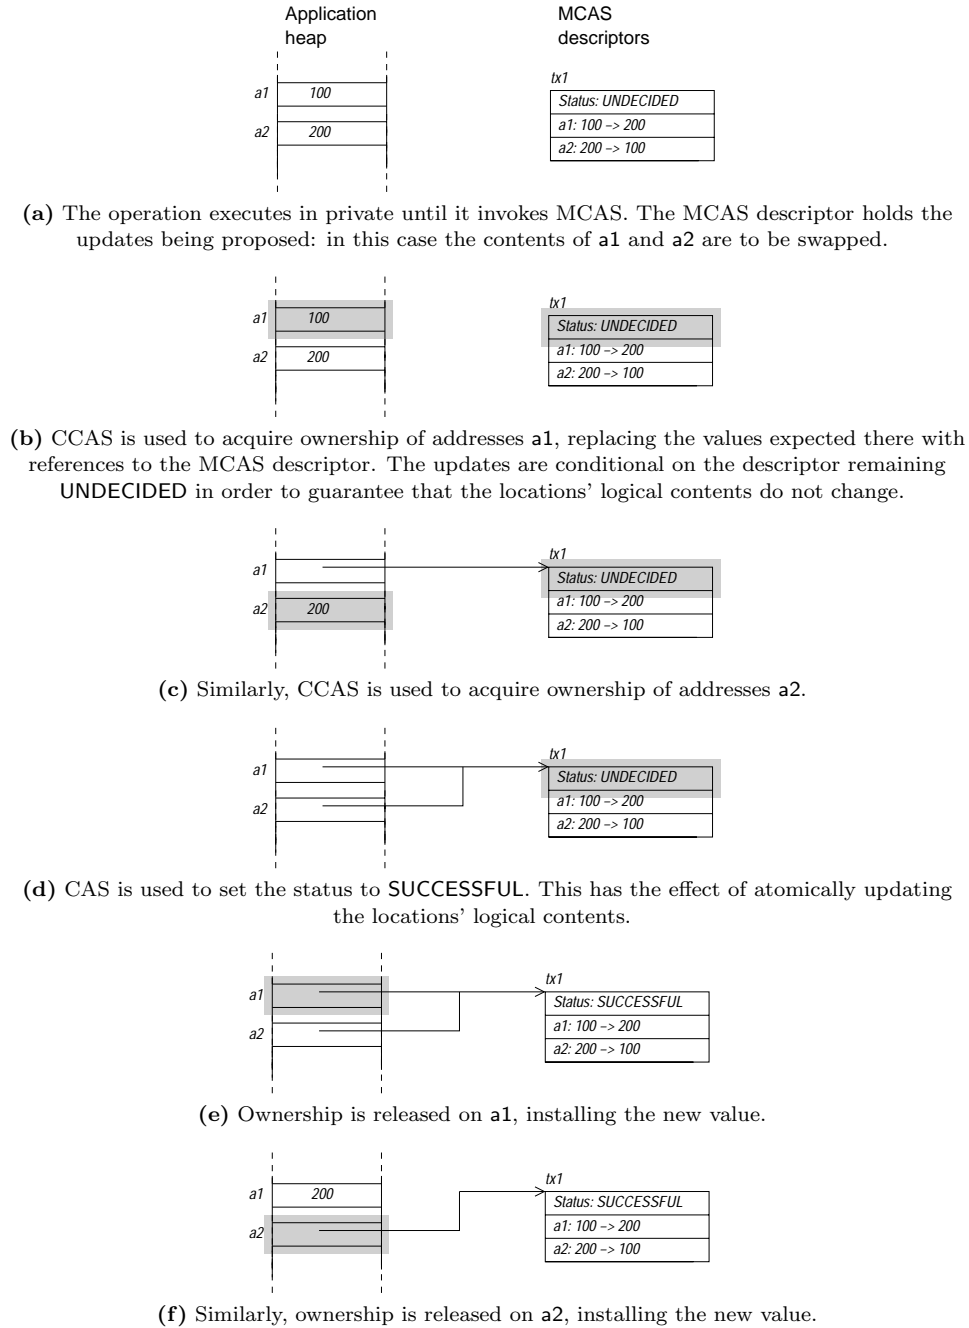 Application
heap
MCAS
descriptors
tx1
a1 100
Status: UNDECIDED
a1: 100 –> 200
a2 200
a2: 200 –> 100
(a) The operation executes in private until it invokes MCAS. The MCAS descriptor holds the
updates being proposed: in this case the contents of a1 and a2 are to be swapped.
tx1
a1 100
Status: UNDECIDED
a1: 100 –> 200
a2 200
a2: 200 –> 100
(b) CCAS is used to acquire ownership of addresses a1, replacing the values expected there with
references to the MCAS descriptor. The updates are conditional on the descriptor remaining
UNDECIDED in order to guarantee that the locations’ logical contents do not change.
tx1
a1
Status: UNDECIDED
a1: 100 –> 200
a2 200
a2: 200 –> 100
(c) Similarly, CCAS is used to acquire ownership of addresses a2.
tx1
a1
Status: UNDECIDED
a1: 100 –> 200
a2
a2: 200 –> 100
(d) CAS is used to set the status to SUCCESSFUL. This has the effect of atomically updating
the locations’ logical contents.
tx1
a1
Status: SUCCESSFUL
a1: 100 –> 200
a2
a2: 200 –> 100
(e) Ownership is released on a1, installing the new value.
tx1
a1 200
Status: SUCCESSFUL
a1: 100 –> 200
a2
a2: 200 –> 100
(f) Similarly, ownership is released on a2, installing the new value.